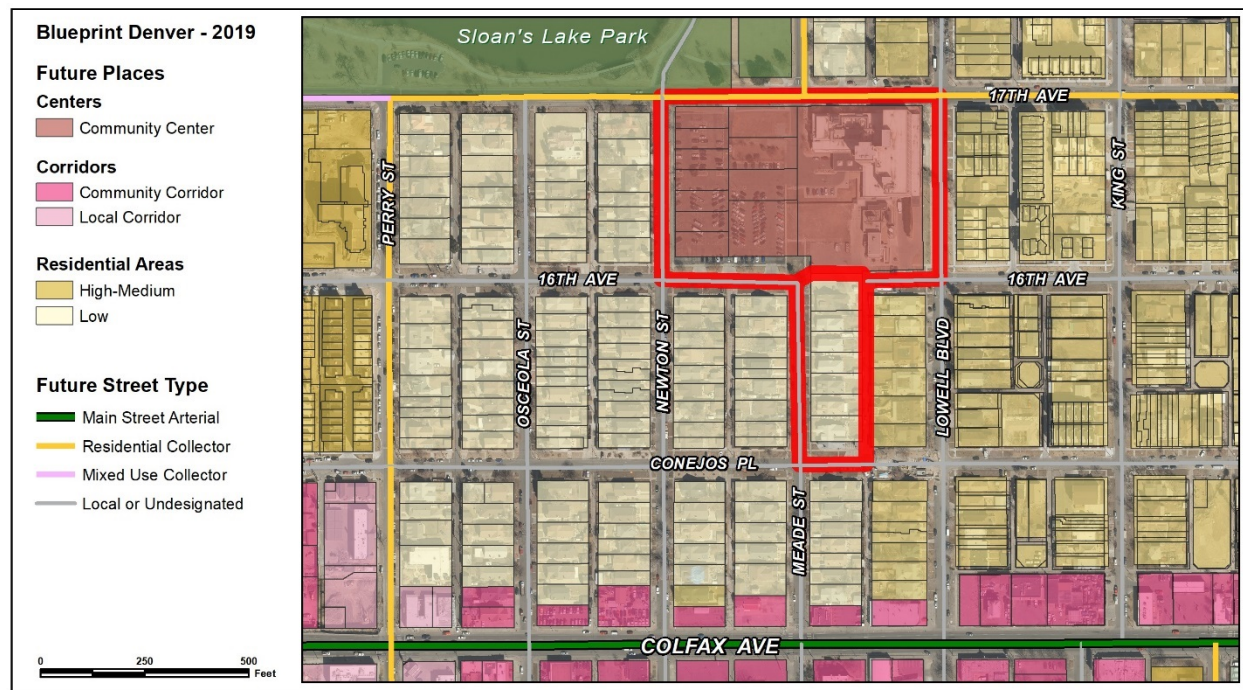 Blueprint Denver - 2019
Future Places
Centers
Community Center
Corridors
Community Corridor
Local Corridor
Residential Areas
High-Medium
Low
Future Street Type
Main Street Arterial
Residential Collector
Mixed Use Collector
Local or Undesignated
0 250 500
Feet
Sloan's Lake Park
17TH AVE
PERRY ST
KING ST
16TH AVE
16TH AVE
OSCEOLA ST
NEWTON ST
LOWELL BLVD
CONEJOS PL
MEADE ST
COLFAX AVE